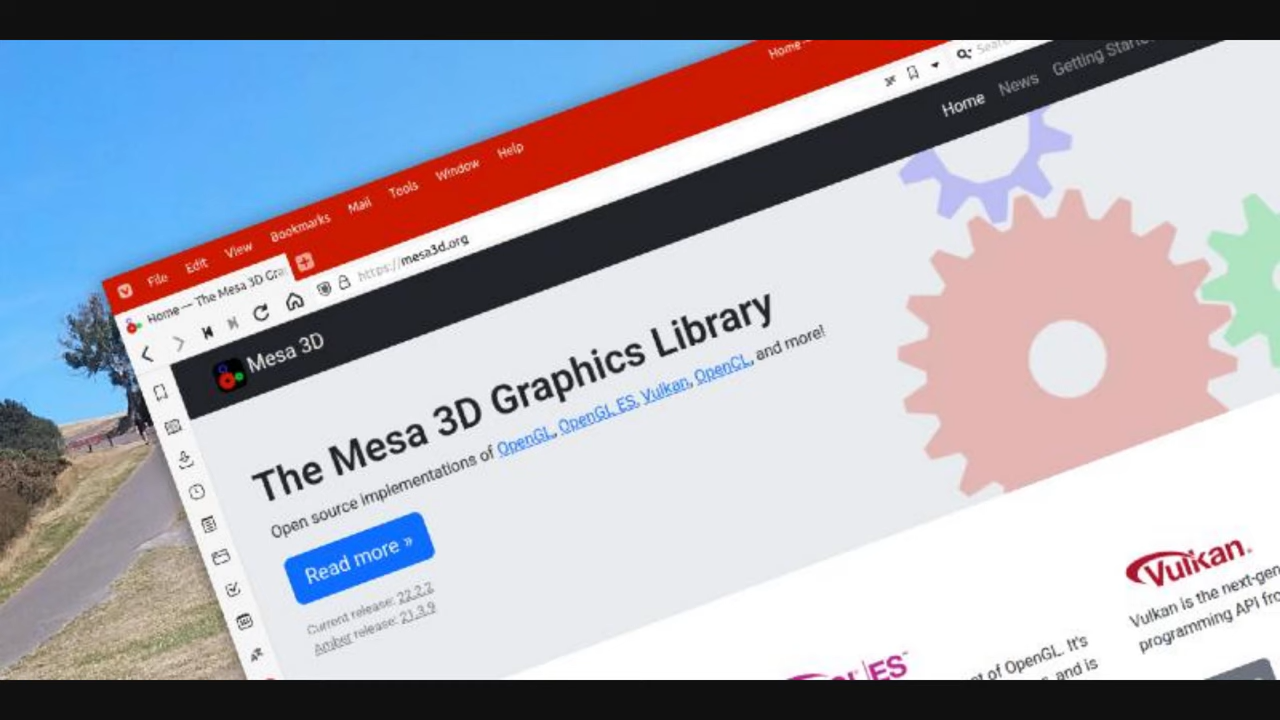 Home
File Edit View Bookmarks Mail Tools Window Help
Home — The Mesa 3D Gra
https://mesa3d.org
Sear
Mesa 3D
Home News Getting Starte
The Mesa 3D Graphics Library
Open source implementations of OpenGL, OpenGL ES, Vulkan, OpenCL, and more!
Read more »
Current release: 22.2.2
Amber release: 21.3.9
Vulkan.
Vulkan is the next-gen
programming API fro
ES
t of OpenGL. It's
and is